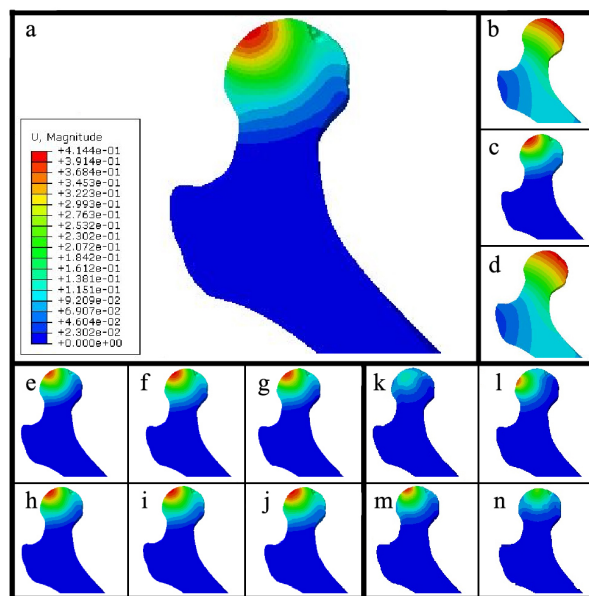 a
b
U, Magnitude
+4.144e-01
+3.914e-01
+3.684e-01
+3.453e-01
+3.223e-01
+2.993e-01
+2.763e-01
+2.532e-01
+2.302e-01
+2.072e-01
+1.842e-01
+1.612e-01
+1.381e-01
+1.151e-01
+9.209e-02
+6.907e-02
+4.604e-02
+2.302e-02
+0.000e+00
c
d
e
f
g
k
l
h
i
j
m
n